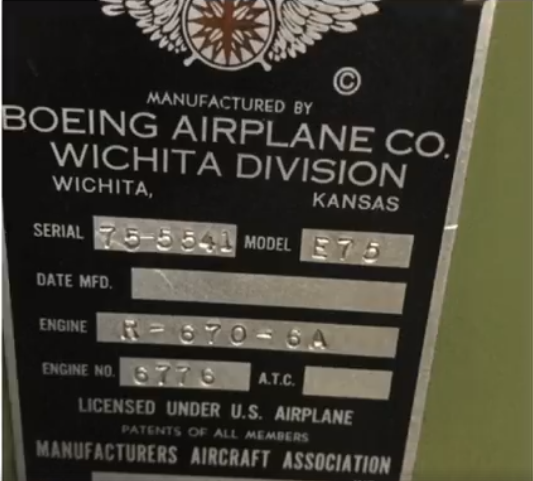 ©
MANUFACTURED BY
BOEING AIRPLANE CO.
WICHITA DIVISION
WICHITA, KANSAS
SERIAL 75-5541 MODEL E75
DATE MFD.
ENGINE R-670-6A
ENGINE NO. 6776 A.T.C.
LICENSED UNDER U.S. AIRPLANE
PATENTS OF ALL MEMBERS
MANUFACTURERS AIRCRAFT ASSOCIATION